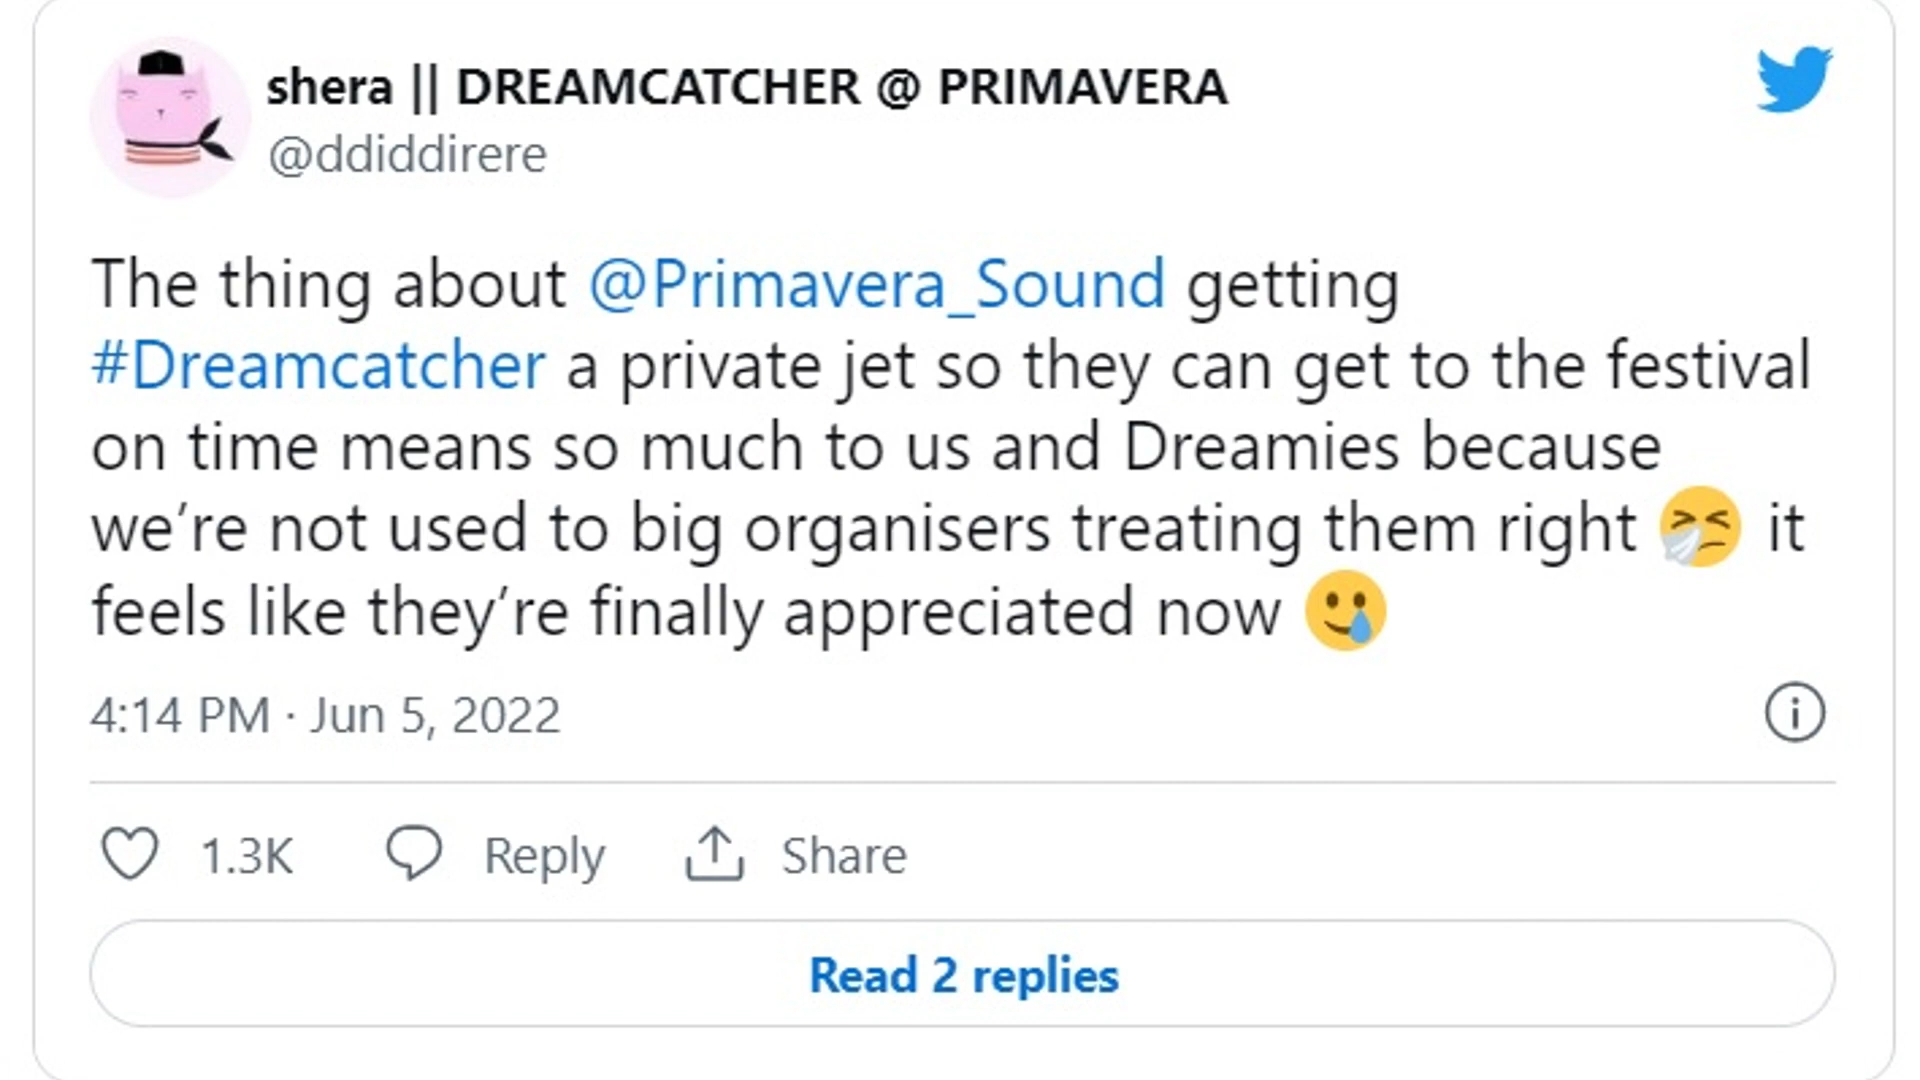 shera || DREAMCATCHER @ PRIMAVERA
@ddiddirere
The thing about @Primavera_Sound getting
#Dreamcatcher a private jet so they can get to the festival
on time means so much to us and Dreamies because
we’re not used to big organisers treating them right 🤧 it
feels like they’re finally appreciated now 🥲
4:14 PM · Jun 5, 2022
1.3K Reply Share
Read 2 replies